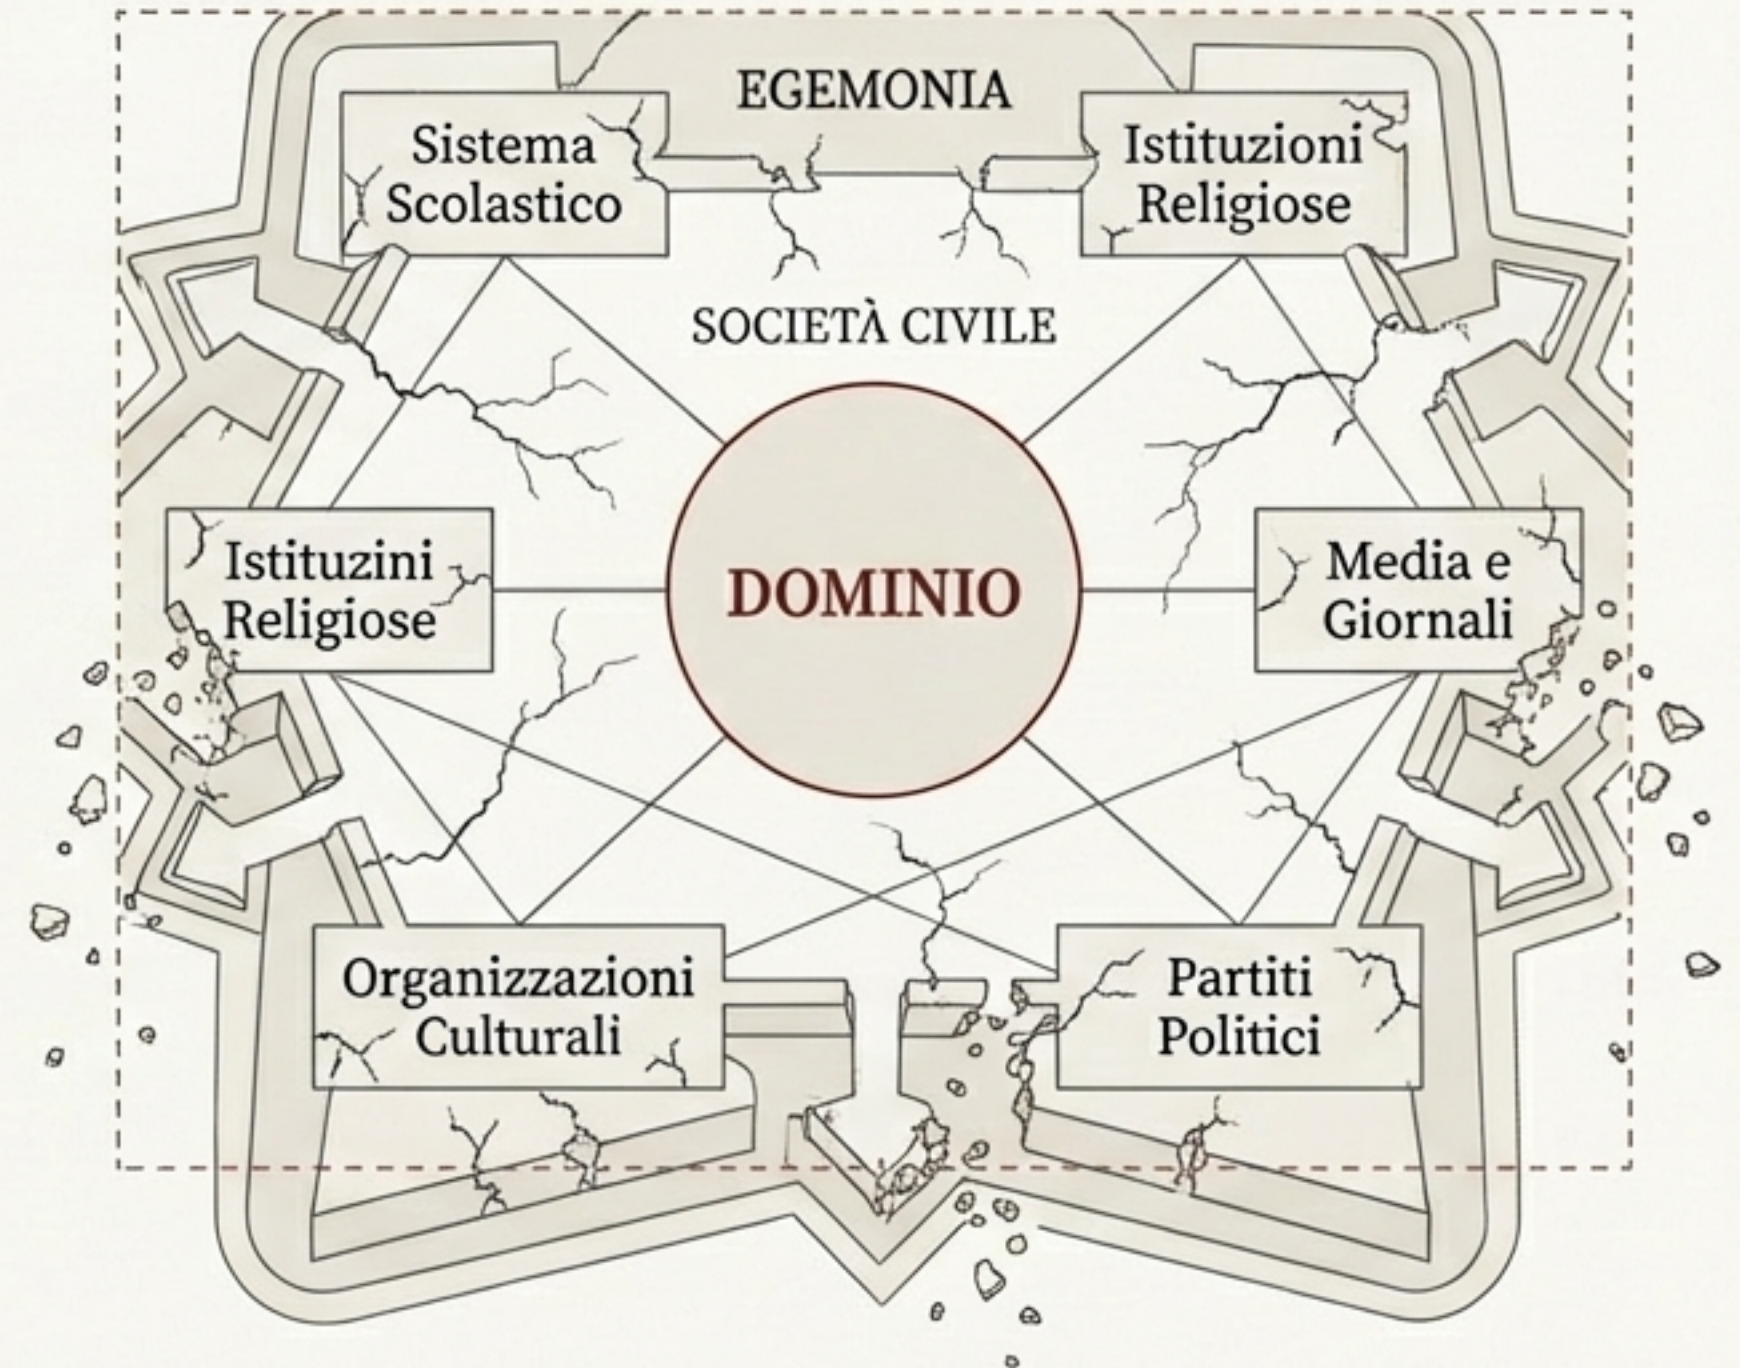 EGEMONIA
Sistema
Scolastico
Istituzioni
Religiose
SOCIETÀ CIVILE
Istituzini
Religiose
DOMINIO
Media e
Giornali
Organizzazioni
Culturali
Partiti
Politici